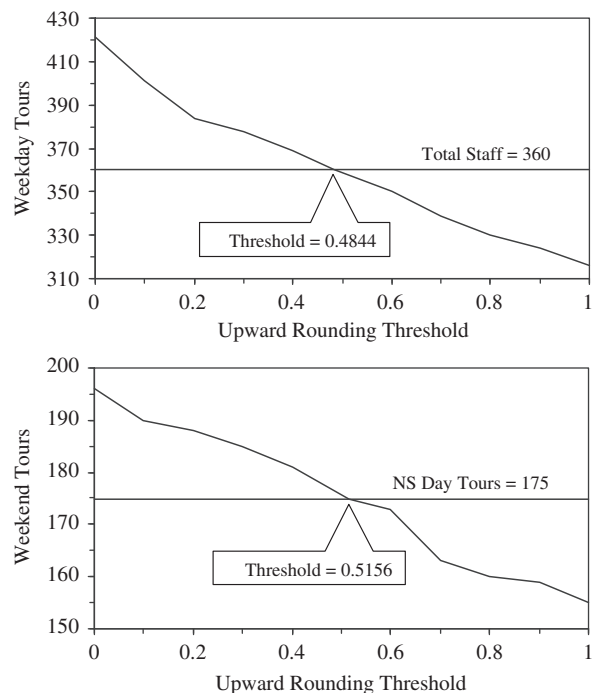 430
410
390
370
350
330
310
Weekday Tours
Total Staff = 360
Threshold = 0.4844
0 0.2 0.4 0.6 0.8 1
Upward Rounding Threshold
200
190
180
170
160
150
Weekend Tours
NS Day Tours = 175
Threshold = 0.5156
0 0.2 0.4 0.6 0.8 1
Upward Rounding Threshold